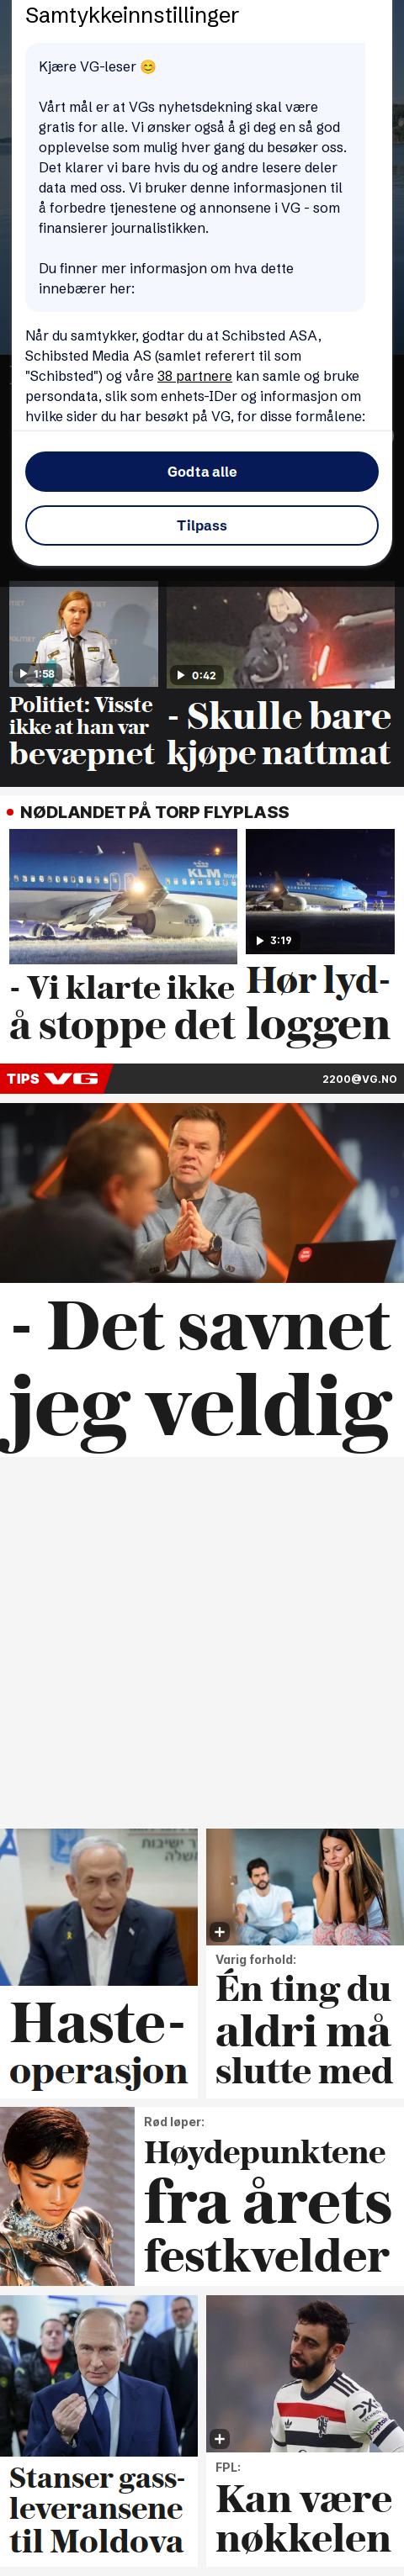 Samtykkeinnstillinger
Kjære VG-leser 😊
Vårt mål er at VGs nyhetsdekning skal være
gratis for alle. Vi ønsker også å gi deg en så god
opplevelse som mulig hver gang du besøker oss.
Det klarer vi bare hvis du og andre lesere deler
data med oss. Vi bruker denne informasjonen til
å forbedre tjenestene og annonsene i VG - som
finansierer journalistikken.
Du finner mer informasjon om hva dette
innebærer her:
Når du samtykker, godtar du at Schibsted ASA,
Schibsted Media AS (samlet referert til som
"Schibsted") og våre 38 partnere kan samle og bruke
persondata, slik som enhets-IDer og informasjon om
hvilke sider du har besøkt på VG, for disse formålene:
Godta alle
Tilpass
1:58
Politiet: Visste
ikke at han var
bevæpnet
0:42
- Skulle bare
kjøpe nattmat
NØDLANDET PÅ TORP FLYPLASS
KLM
- Vi klarte ikke
å stoppe det
KLM
3:19
Hør lyd-
loggen
TIPS VG
2200@VG.NO
- Det savnet
jeg veldig
Haste-
operasjon
Varig forhold:
Én ting du
aldri må
slutte med
Rød løper:
Høydepunktene
fra årets
festkvelder
Stanser gass-
leveransene
til Moldova
FPL:
Kan være
nøkkelen